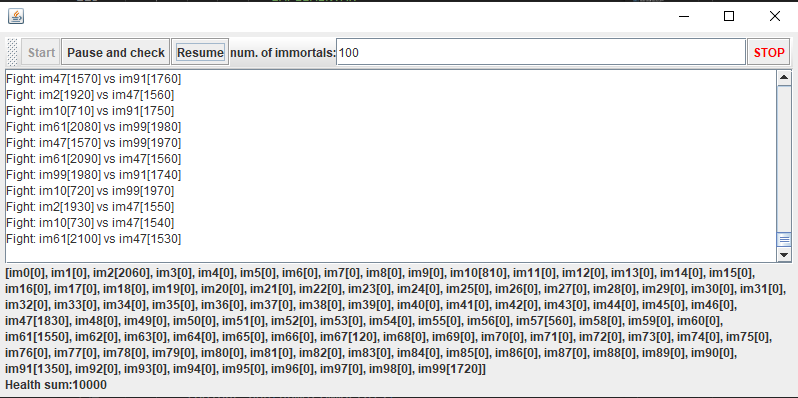 Start Pause and check Resume num. of immortals: 100 STOP
Fight: im47[1570] vs im91[1760]
Fight: im2[1920] vs im47[1560]
Fight: im10[710] vs im91[1750]
Fight: im61[2080] vs im99[1980]
Fight: im47[1570] vs im99[1970]
Fight: im61[2090] vs im47[1560]
Fight: im99[1980] vs im91[1740]
Fight: im10[720] vs im99[1970]
Fight: im2[1930] vs im47[1550]
Fight: im10[730] vs im47[1540]
Fight: im61[2100] vs im47[1530]
[im0[0], im1[0], im2[2060], im3[0], im4[0], im5[0], im6[0], im7[0], im8[0], im9[0], im10[810], im11[0], im12[0], im13[0], im14[0], im15[0],
im16[0], im17[0], im18[0], im19[0], im20[0], im21[0], im22[0], im23[0], im24[0], im25[0], im26[0], im27[0], im28[0], im29[0], im30[0], im31[0],
im32[0], im33[0], im34[0], im35[0], im36[0], im37[0], im38[0], im39[0], im40[0], im41[0], im42[0], im43[0], im44[0], im45[0], im46[0],
im47[1830], im48[0], im49[0], im50[0], im51[0], im52[0], im53[0], im54[0], im55[0], im56[0], im57[560], im58[0], im59[0], im60[0],
im61[1550], im62[0], im63[0], im64[0], im65[0], im66[0], im67[120], im68[0], im69[0], im70[0], im71[0], im72[0], im73[0], im74[0], im75[0],
im76[0], im77[0], im78[0], im79[0], im80[0], im81[0], im82[0], im83[0], im84[0], im85[0], im86[0], im87[0], im88[0], im89[0], im90[0],
im91[1350], im92[0], im93[0], im94[0], im95[0], im96[0], im97[0], im98[0], im99[1720]]
Health sum:10000